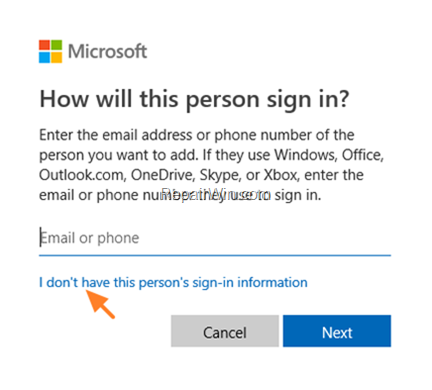 Microsoft
How will this person sign in?
Enter the email address or phone number of the
person you want to add. If they use Windows, Office,
Outlook.com, OneDrive, Skype, or Xbox, enter the
email or phone number they use to sign in.
RepairWin.com
Email or phone
I don't have this person's sign-in information
Cancel
Next